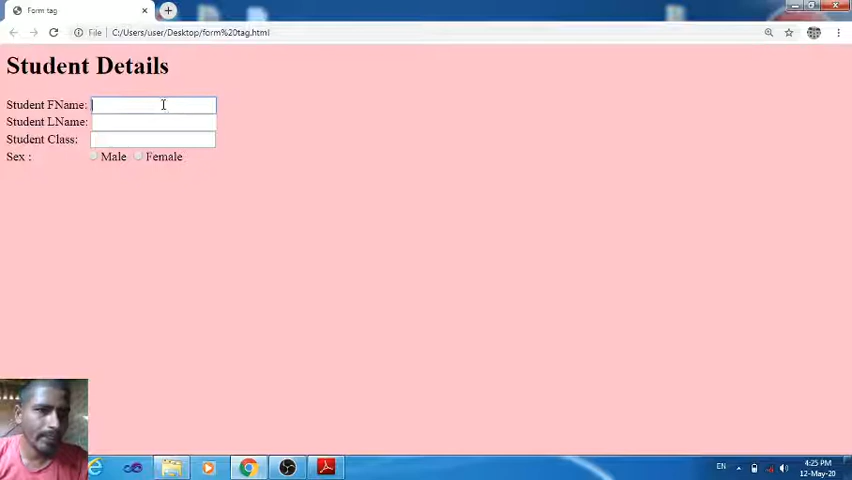 Form tag
File
C:/Users/user/Desktop/form%20tag.html
Student Details
Student FName:
Student LName:
Student Class:
Sex : Male Female
EN
4:25 PM
12-May-20